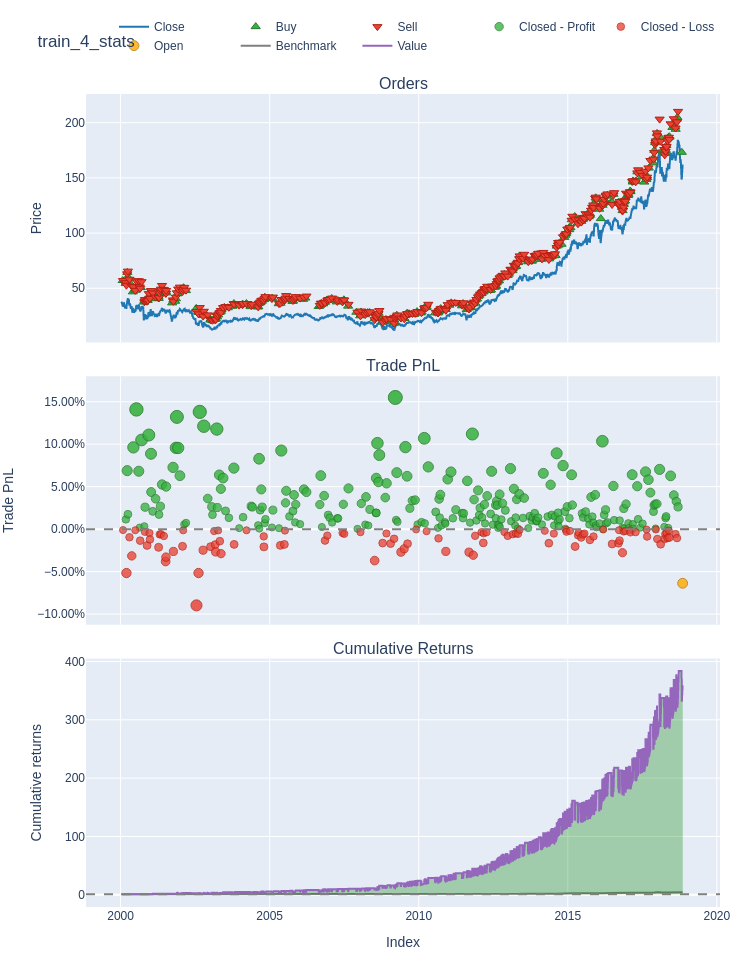 train_4_stats
Close
Buy
Sell
Closed - Profit
Closed - Loss
Open
Benchmark
Value
Orders
200
150
100
50
Price
Trade PnL
15.00%
10.00%
5.00%
0.00%
−5.00%
−10.00%
Trade PnL
Cumulative Returns
400
300
200
100
0
Cumulative returns
2000
2005
2010
2015
2020
Index